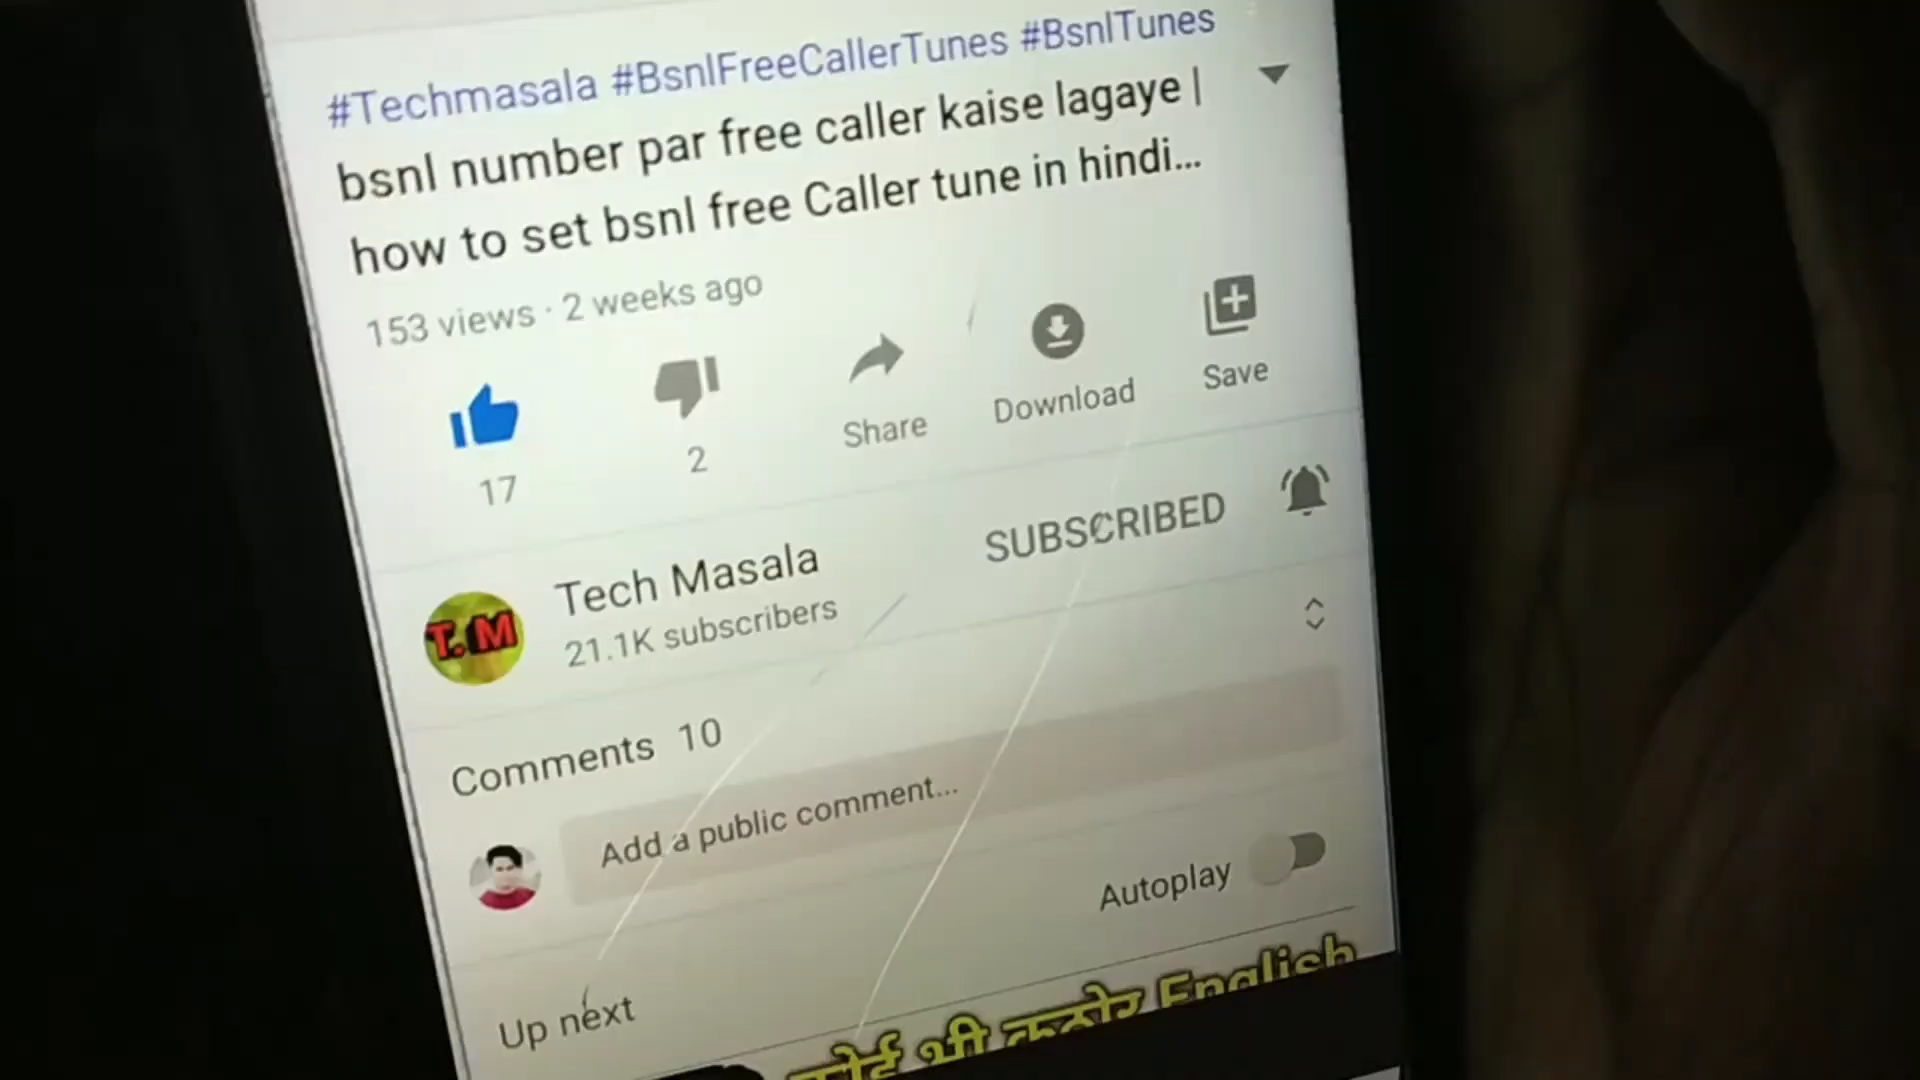 #Techmasala #BsnlFreeCallerTunes #BsnlTunes
bsnl number par free caller kaise lagaye |
how to set bsnl free Caller tune in hindi...
153 views · 2 weeks ago
17
2
Share
Download
Save
T.M
Tech Masala
21.1K subscribers
SUBSCRIBED
Comments 10
Add a public comment...
Autoplay
Up next
कोई भी कठोर English